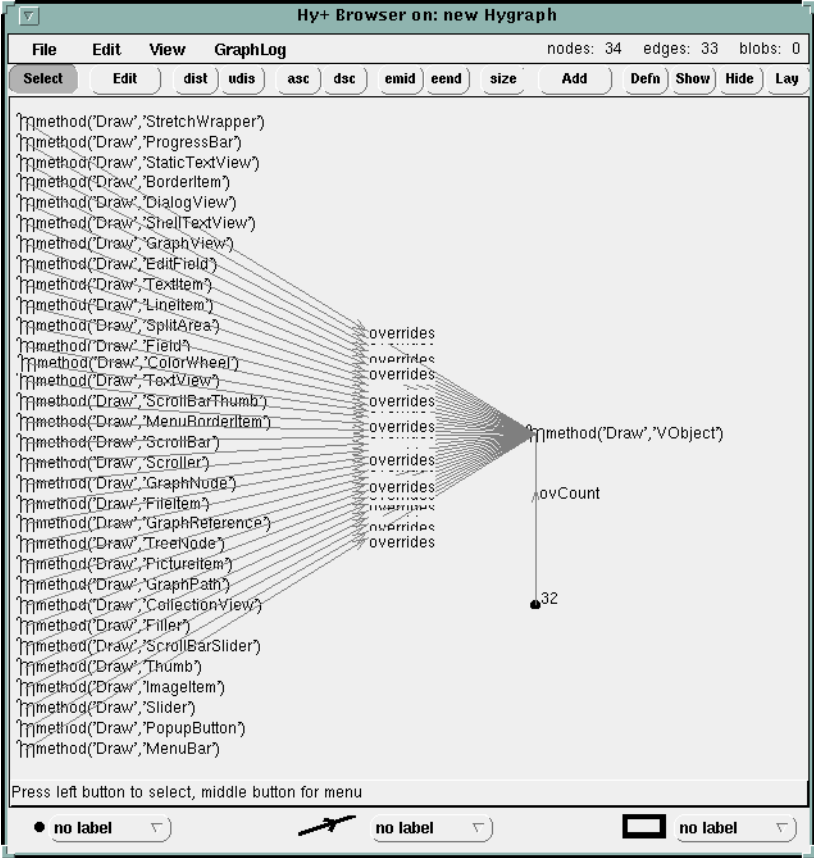 Hy+ Browser on: new Hygraph
File Edit View GraphLog nodes: 34 edges: 33 blobs: 0
Select Edit dist udis asc dsc emid eend size Add Defn Show Hide Lay
method('Draw','StretchWrapper')
method('Draw','ProgressBar')
method('Draw','StaticTextView')
method('Draw','BorderItem')
method('Draw','DialogView')
method('Draw','ShellTextView')
method('Draw','GraphView')
method('Draw','EditField')
method('Draw','TextItem')
method('Draw','LineItem')
method('Draw','SplitArea')
method('Draw','Field')
method('Draw','ColorWheel')
method('Draw','TextView')
method('Draw','ScrollBarThumb')
method('Draw','MenuBorderItem')
method('Draw','ScrollBar')
method('Draw','Scroller')
method('Draw','GraphNode')
method('Draw','FileItem')
method('Draw','GraphReference')
method('Draw','TreeNode')
method('Draw','PictureItem')
method('Draw','GraphPath')
method('Draw','CollectionView')
method('Draw','Filler')
method('Draw','ScrollBarSlider')
method('Draw','Thumb')
method('Draw','ImageItem')
method('Draw','Slider')
method('Draw','PopupButton')
method('Draw','MenuBar')
overrides
overrides
overrides
overrides
overrides
overrides
overrides
overrides
overrides
overrides
method('Draw','VObject')
ovCount
32
Press left button to select, middle button for menu
no label no label no label